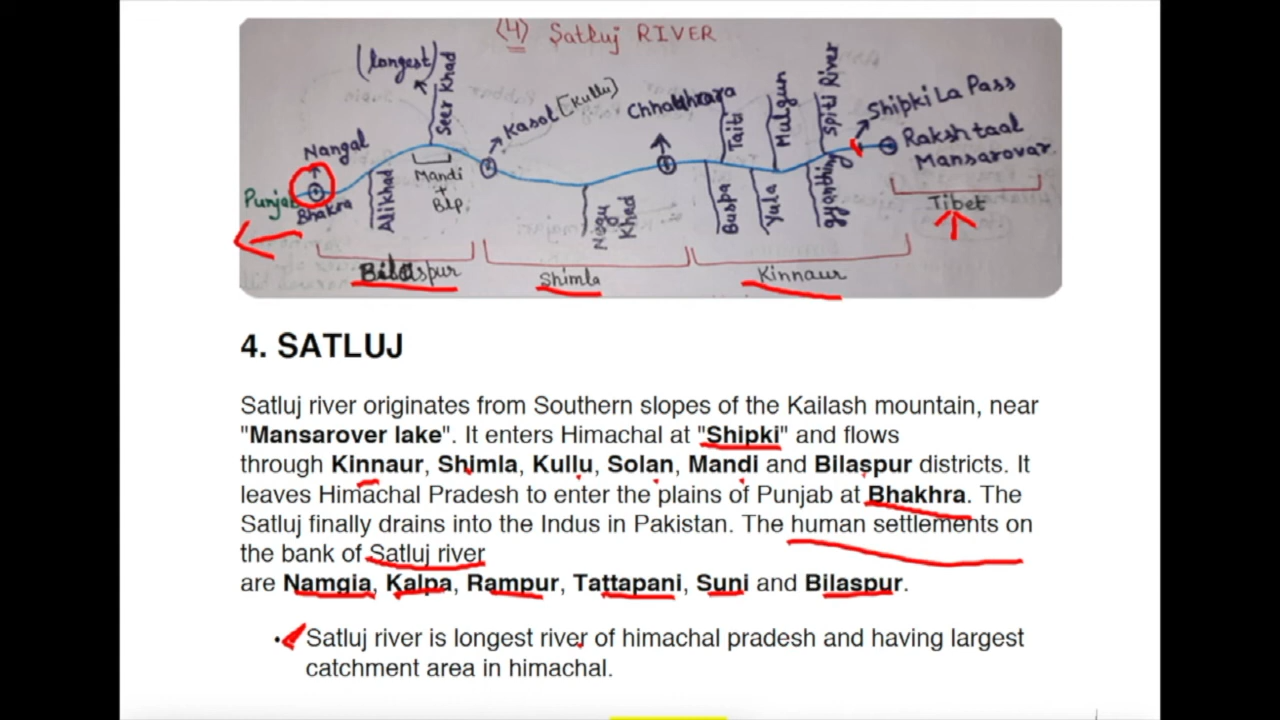 (4) Satluj RIVER
(longest)
Seer Khad
Kasol [Kullu]
Chhabhrara
Taiti
Mulgun
Spiti River
Shipki La Pass
Nangal
Rakshtaal
Mansarovar
Punjab
Bhakra
Alikhad
Mandi
+
Blp.
Nogu
Khad
Buspa
Yula
gyanthing
Tibet
Bilaspur
Shimla
Kinnaur
4. SATLUJ
Satluj river originates from Southern slopes of the Kailash mountain, near
"Mansarover lake". It enters Himachal at "Shipki" and flows
through Kinnaur, Shimla, Kullu, Solan, Mandi and Bilaspur districts. It
leaves Himachal Pradesh to enter the plains of Punjab at Bhakhra. The
Satluj finally drains into the Indus in Pakistan. The human settlements on
the bank of Satluj river
are Namgia, Kalpa, Rampur, Tattapani, Suni and Bilaspur.
• Satluj river is longest river of himachal pradesh and having largest
catchment area in himachal.